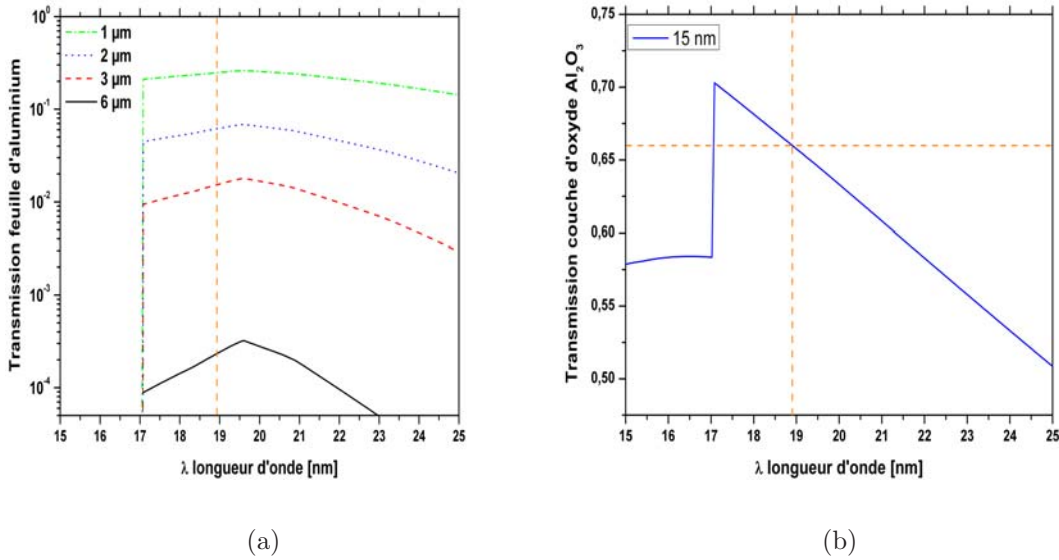 Transmission feuille d'aluminium
10^0
10^-1
10^-2
10^-3
10^-4
1 µm
2 µm
3 µm
6 µm
15 16 17 18 19 20 21 22 23 24 25
λ longueur d'onde [nm]
(a)
Transmission couche d'oxyde Al₂O₃
0,75
0,70
0,65
0,60
0,55
0,50
15 nm
15 16 17 18 19 20 21 22 23 24 25
λ longueur d'onde [nm]
(b)